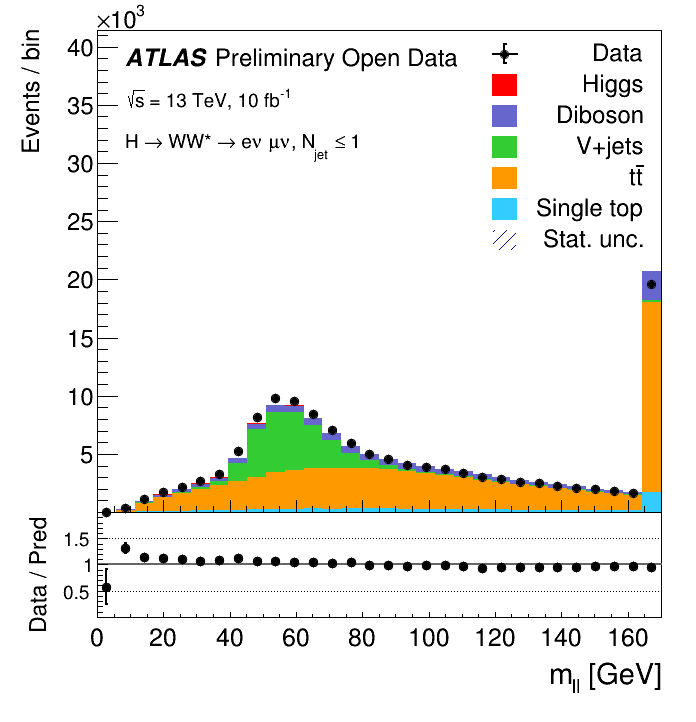 ×10³
Events / bin
40
35
30
25
20
15
10
5
ATLAS Preliminary Open Data
√s = 13 TeV, 10 fb⁻¹
H → WW* → eν μν, N_jet ≤ 1
Data
Higgs
Diboson
V+jets
tt̄
Single top
Stat. unc.
Data / Pred
1.5
1
0.5
0 20 40 60 80 100 120 140 160
m_ll [GeV]